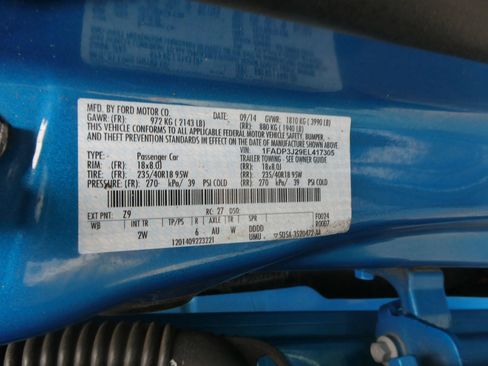 MFD. BY FORD MOTOR CO.
DATE: 09/14 GVWR: 1810 KG ( 3990 LB)
GAWR: (FR): 972 KG ( 2143 LB) (RR): 880 KG ( 1940 LB)
THIS VEHICLE CONFORMS TO ALL APPLICABLE FEDERAL MOTOR VEHICLE SAFETY, BUMPER,
AND THEFT PREVENTION STANDARDS IN EFFECT ON THE DATE OF MANUFACTURE SHOWN ABOVE.
VIN: 1FADP3J29EL417305
TYPE:- Passenger Car TRAILER TOWING - SEE OWNER GUIDE
RIM: (FR): 18x8.0J (RR): 18x8.0J
TIRES: (FR): 235/40R18 95W (RR): 235/40R18 95W
PRESSURE: (FR): 270 kPa/ 39 PSI COLD (RR): 270 kPa/ 39 PSI COLD
EXT PNT: Z9 RC: 27 DSO:
WB INT TR TP/PS R AXLE TR SPR F0024
2W 6 AU W DDDD R0007
1201409223221 UMU